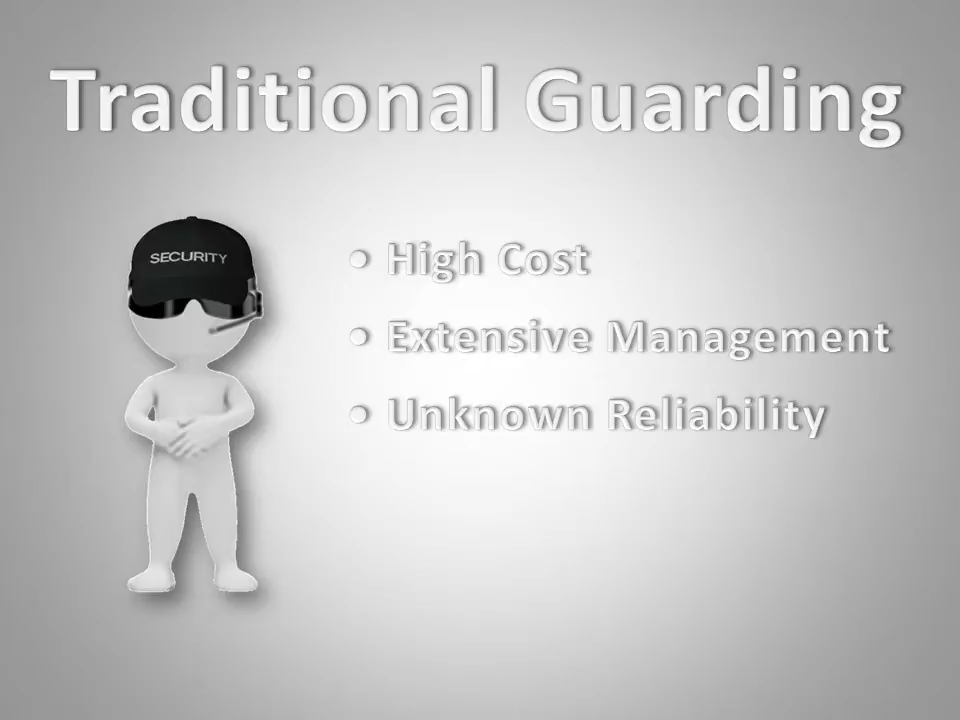 Traditional Guarding
SECURITY
• High Cost
• Extensive Management
• Unknown Reliability